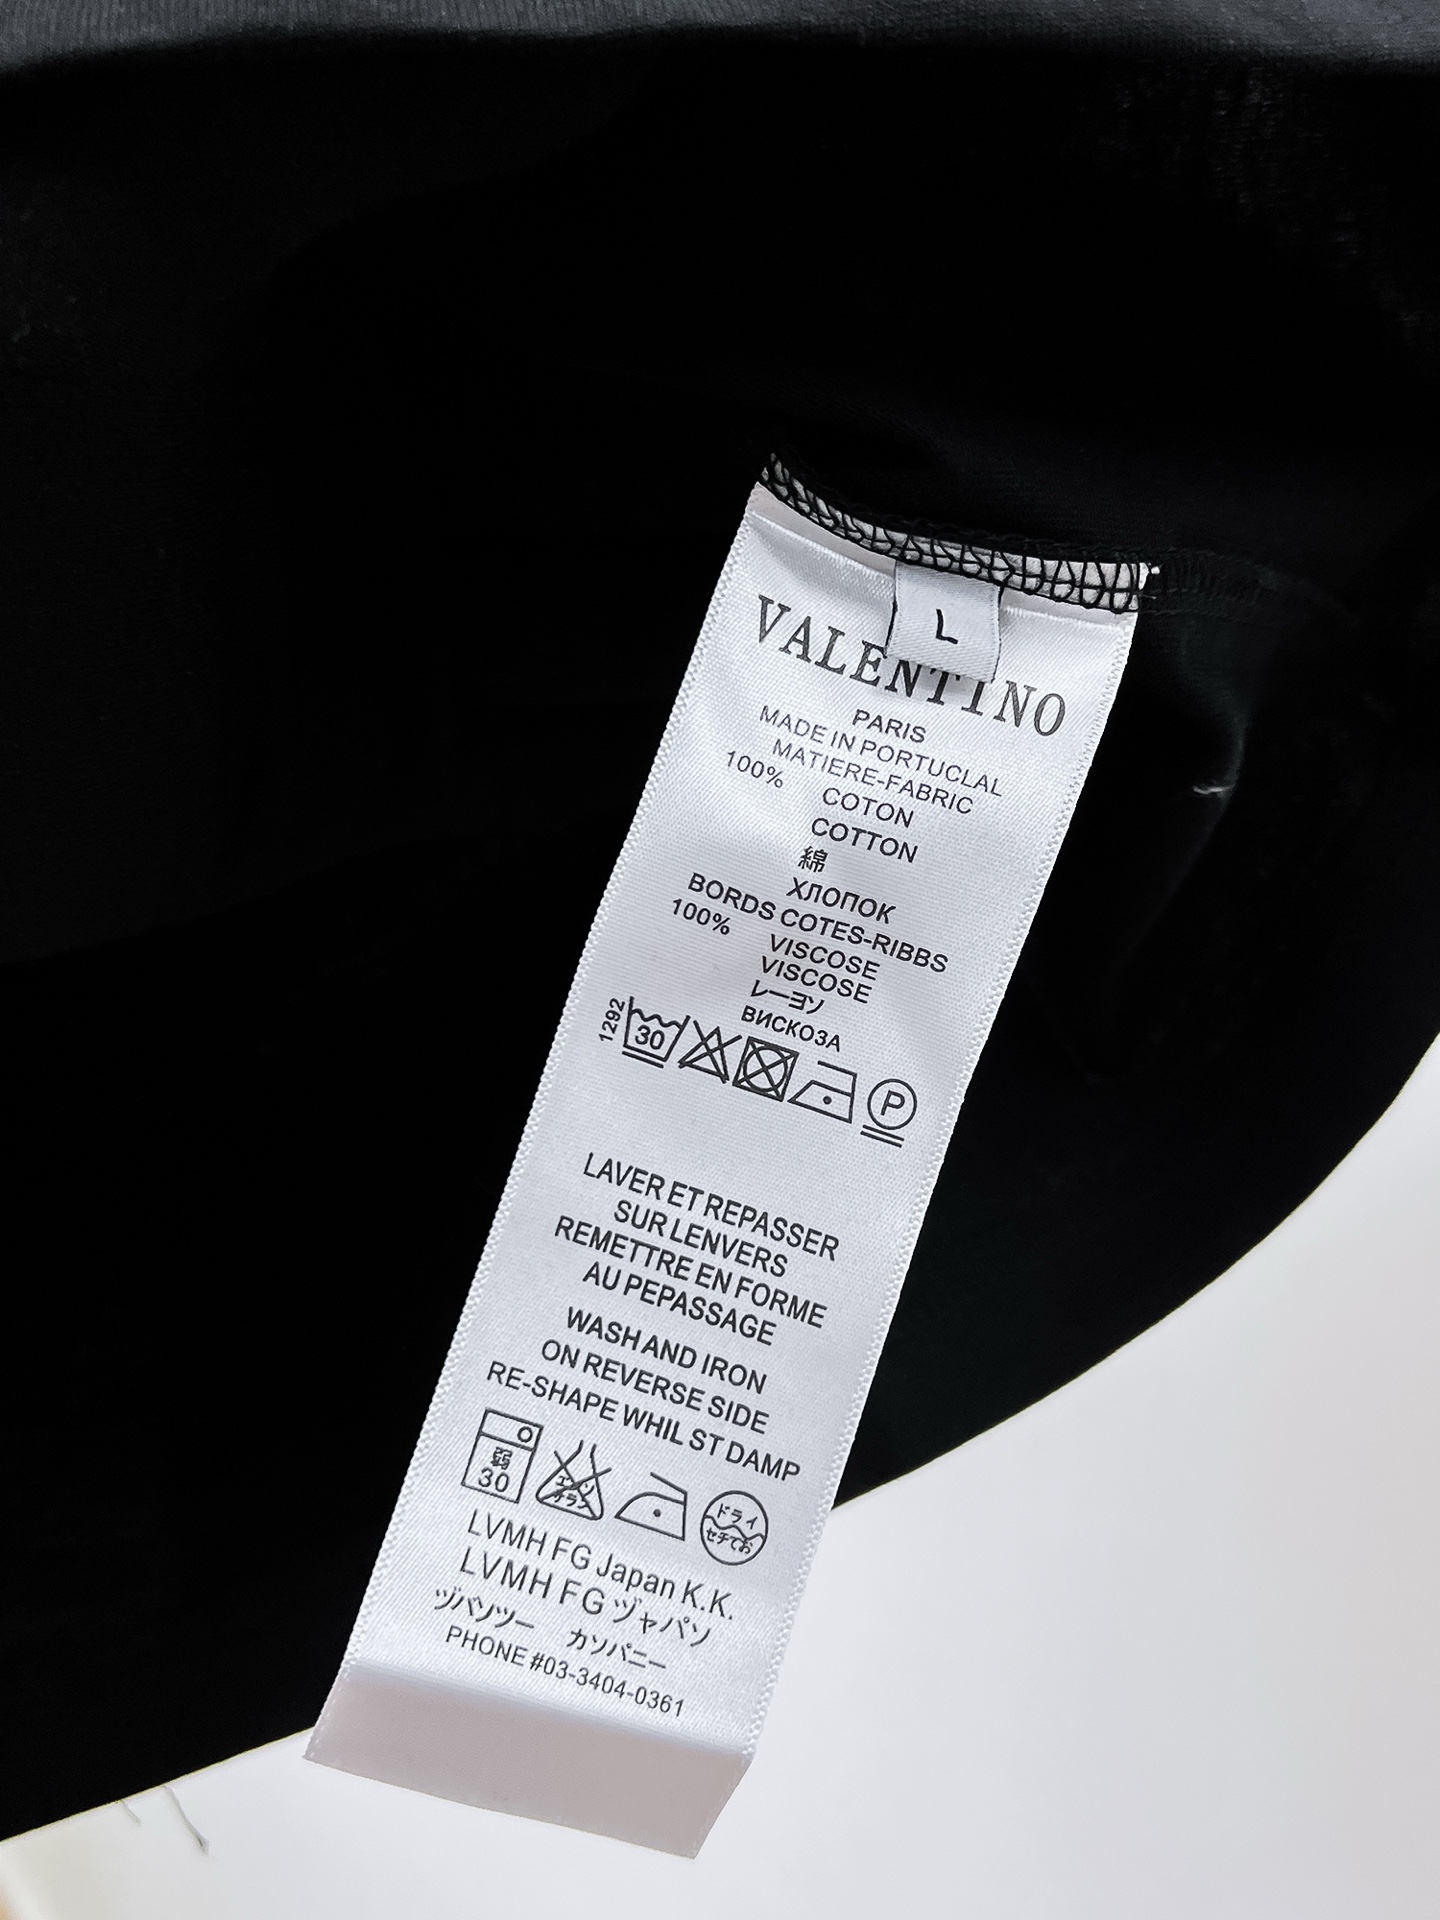 L
VALENTINO
PARIS
MADE IN PORTUCLAL
MATIERE-FABRIC
100% COTON
COTTON
綿
ХЛОПОК
BORDS COTES-RIBBS
100% VISCOSE
VISCOSE
レーヨソ
ВИСКОЗА
1292
30
P
LAVER ET REPASSER
SUR LENVERS
REMETTRE EN FORME
AU PEPASSAGE
WASH AND IRON
ON REVERSE SIDE
RE-SHAPE WHIL ST DAMP
弱
30
ドライ
LVMH FG Japan K.K.
LVMH FG ヅャパソ
ヅバソツー カソパニー
PHONE #03-3404-0361